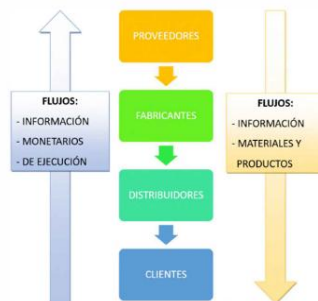 PROVEEDORES
FLUJOS:
- INFORMACIÓN
- MONETARIOS
- DE EJECUCIÓN
FABRICANTES
FLUJOS:
- INFORMACIÓN
- MATERIALES Y
PRODUCTOS
DISTRIBUIDORES
CLIENTES